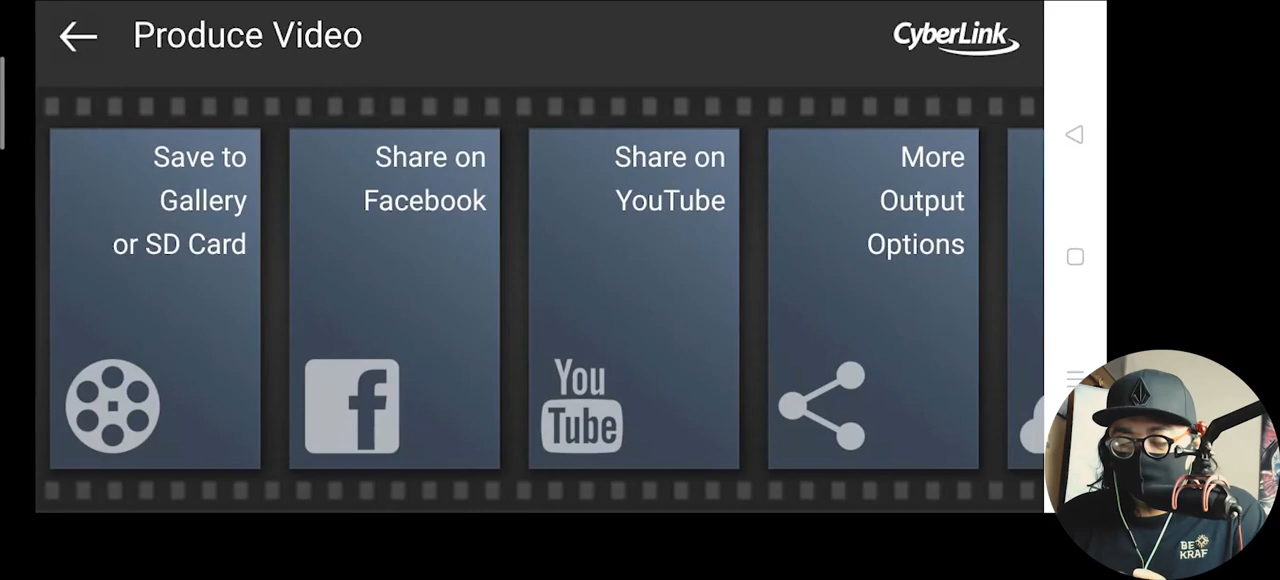 Produce Video
CyberLink
Save to
Gallery
or SD Card
Share on
Facebook
Share on
YouTube
More
Output
Options
You
Tube
BE
KRAF